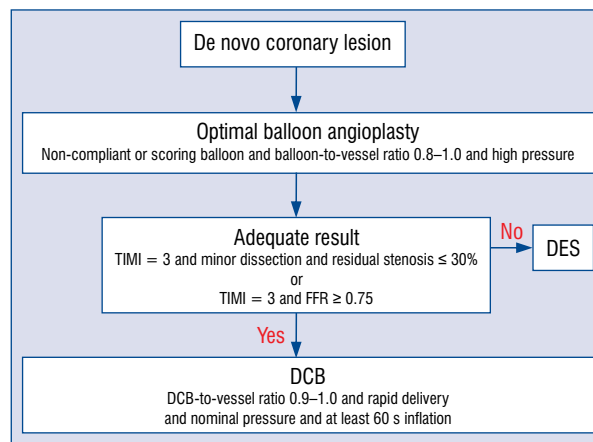 De novo coronary lesion
Optimal balloon angioplasty
Non-compliant or scoring balloon and balloon-to-vessel ratio 0.8–1.0 and high pressure
Adequate result
TIMI = 3 and minor dissection and residual stenosis ≤ 30%
or
TIMI = 3 and FFR ≥ 0.75
No
DES
Yes
DCB
DCB-to-vessel ratio 0.9–1.0 and rapid delivery
and nominal pressure and at least 60 s inflation